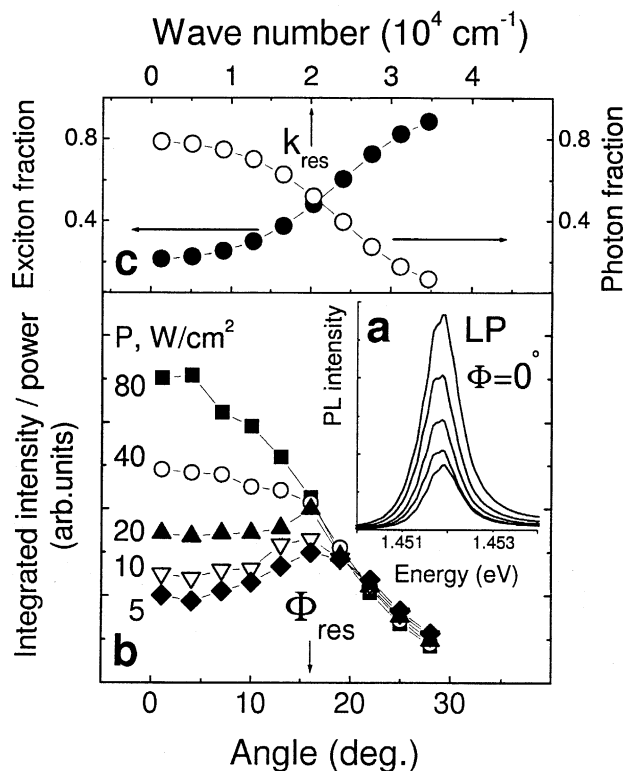 Wave number (10⁴ cm⁻¹)
0 1 2 3 4
Exciton fraction
0.8
0.4
k_res
0.8
0.4
Photon fraction
c
Integrated intensity / power
(arb.units)
P, W/cm²
80
40
20
10
5
Φ_res
b
a
LP
Φ=0°
PL intensity
1.451 1.453
Energy (eV)
0 10 20 30
Angle (deg.)